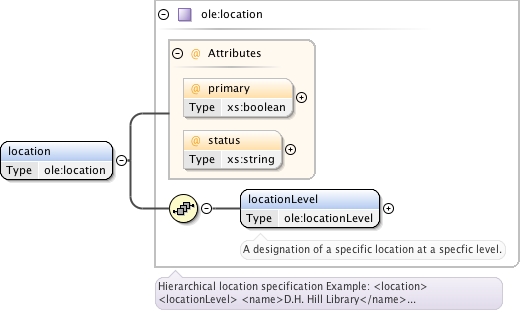 ole:location
@ Attributes
@ primary
Type xs:boolean
@ status
Type xs:string
location
Type ole:location
locationLevel
Type ole:locationLevel
A designation of a specific location at a specfic level.
Hierarchical location specification Example: <location>
<locationLevel> <name>D.H. Hill Library</name>...